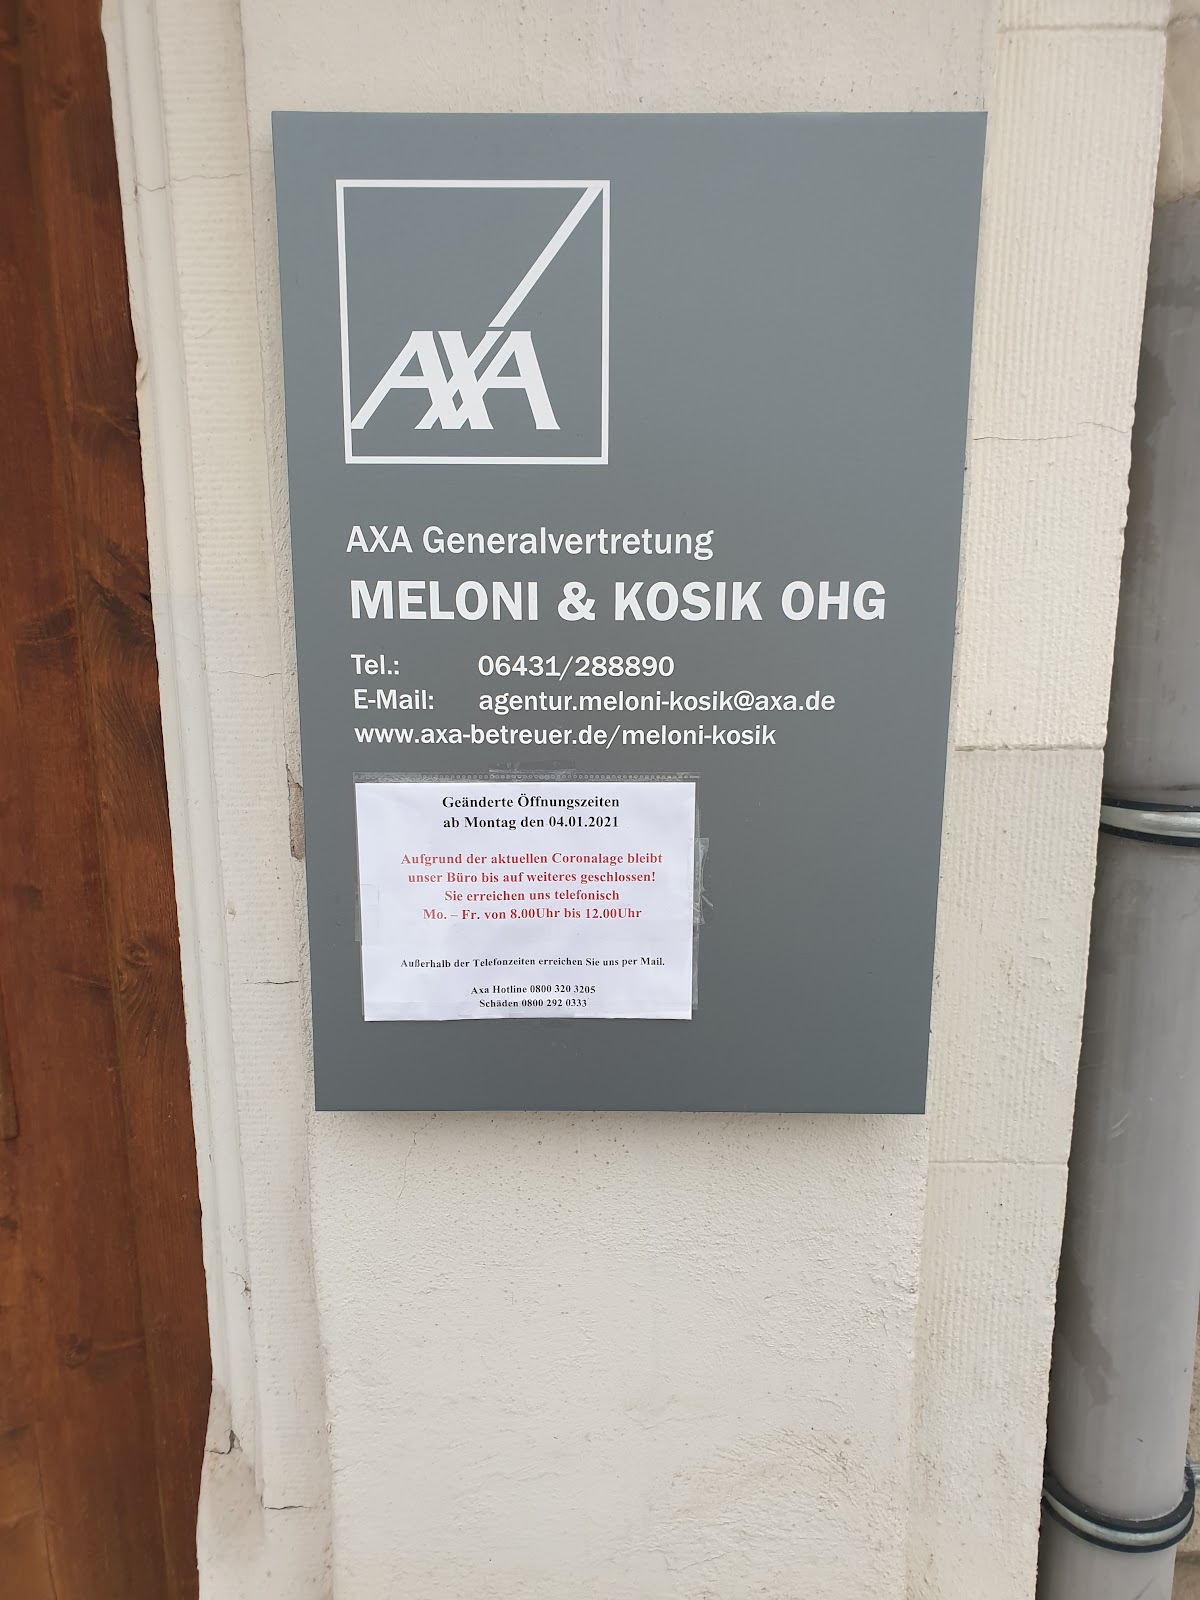 AXA
AXA Generalvertretung
MELONI & KOSIK OHG
Tel.: 06431/288890
E-Mail: agentur.meloni-kosik@axa.de
www.axa-betreuer.de/meloni-kosik
Geänderte Öffnungszeiten
ab Montag den 04.01.2021
Aufgrund der aktuellen Coronalage bleibt
unser Büro bis auf weiteres geschlossen!
Sie erreichen uns telefonisch
Mo. – Fr. von 8.00Uhr bis 12.00Uhr
Außerhalb der Telefonzeiten erreichen Sie uns per Mail.
Axa Hotline 0800 320 3205
Schäden 0800 292 0333